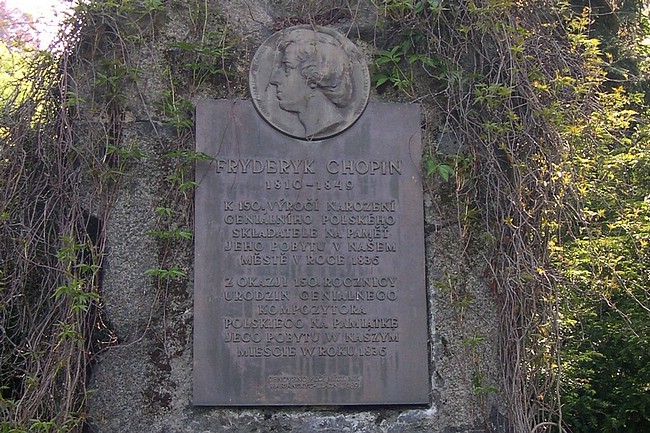 FRYDERYK CHOPIN
1810-1849
K 150. VÝROČÍ NAROZENÍ
GENIÁLNÍHO POLSKÉHO
SKLADATELE NA PAMĚŤ
JEHO POBYTU V NAŠEM
MĚSTĚ V ROCE 1836
Z OKAZJI 150. ROCZNICY
URODZIN GENIALNEGO
KOMPOZYTORA
POLSKIEGO NA PAMIĄTKĘ
JEGO POBYTU W NASZYM
MIEŚCIE W ROKU 1836